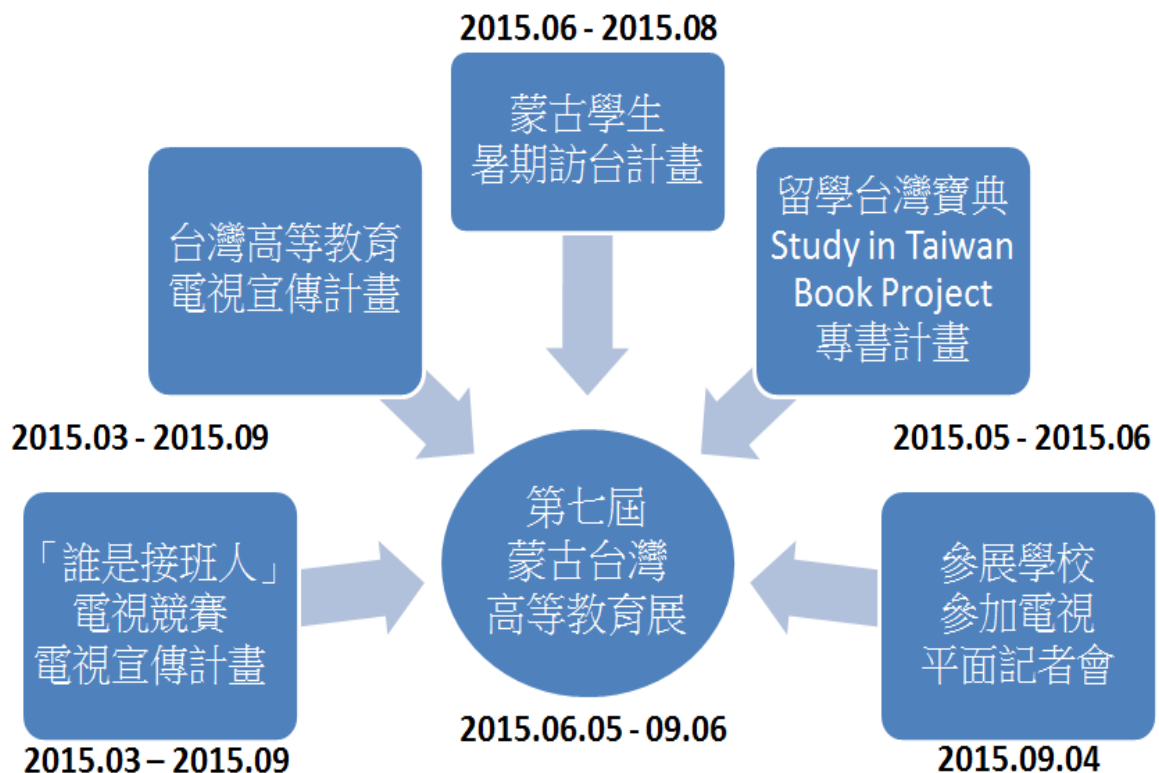 2015.06 - 2015.08
蒙古學生
暑期訪台計畫
台灣高等教育
電視宣傳計畫
2015.03 - 2015.09
留學台灣寶典
Study in Taiwan
Book Project
專書計畫
2015.05 - 2015.06
「誰是接班人」
電視競賽
電視宣傳計畫
2015.03 – 2015.09
第七屆
蒙古台灣
高等教育展
2015.06.05 - 09.06
參展學校
參加電視
平面記者會
2015.09.04